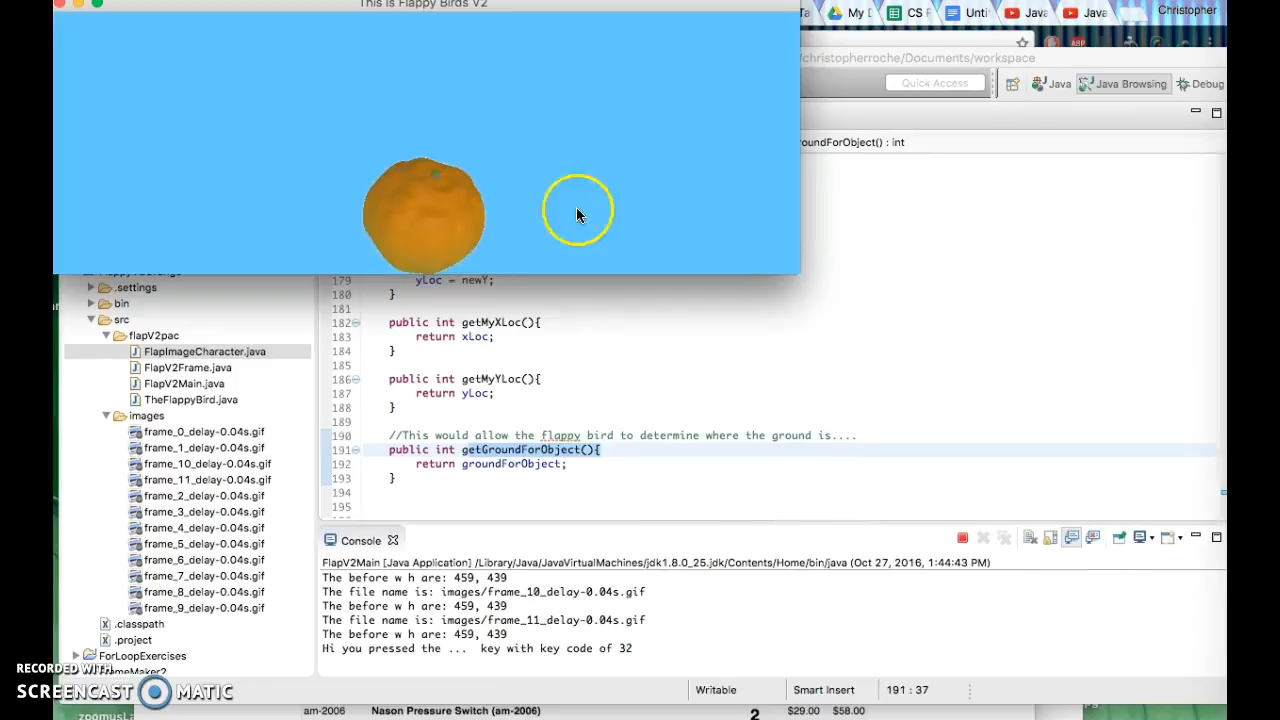 This is Flappy Birds V2
My D
CS F
Unti
Java
Java
Christopher
ABP
/christopherroche/Documents/workspace
Quick Access
Java
Java Browsing
Debug
oundForObject() : int
179 yLoc = newY;
180 }
181
182 public int getMyXLoc(){
183 return xLoc;
184 }
185
186 public int getMyYLoc(){
187 return yLoc;
188 }
189
190 //This would allow the flappy bird to determine where the ground is....
191 public int getGroundForObject(){
192 return groundForObject;
193 }
194
195
.settings
bin
src
flapV2pac
FlapImageCharacter.java
FlapV2Frame.java
FlapV2Main.java
TheFlappyBird.java
images
frame_0_delay-0.04s.gif
frame_1_delay-0.04s.gif
frame_10_delay-0.04s.gif
frame_11_delay-0.04s.gif
frame_2_delay-0.04s.gif
frame_3_delay-0.04s.gif
frame_4_delay-0.04s.gif
frame_5_delay-0.04s.gif
frame_6_delay-0.04s.gif
frame_7_delay-0.04s.gif
frame_8_delay-0.04s.gif
frame_9_delay-0.04s.gif
.classpath
.project
ForLoopExercises
Console
FlapV2Main [Java Application] /Library/Java/JavaVirtualMachines/jdk1.8.0_25.jdk/Contents/Home/bin/java (Oct 27, 2016, 1:44:43 PM)
The before w h are: 459, 439
The file name is: images/frame_10_delay-0.04s.gif
The before w h are: 459, 439
The file name is: images/frame_11_delay-0.04s.gif
The before w h are: 459, 439
Hi you pressed the ... key with key code of 32
RECORDED WITH
SCREENCAST MATIC
Writable
Smart Insert
191 : 37
am-2006
Nason Pressure Switch (am-2006)
2
$29.00
$58.00